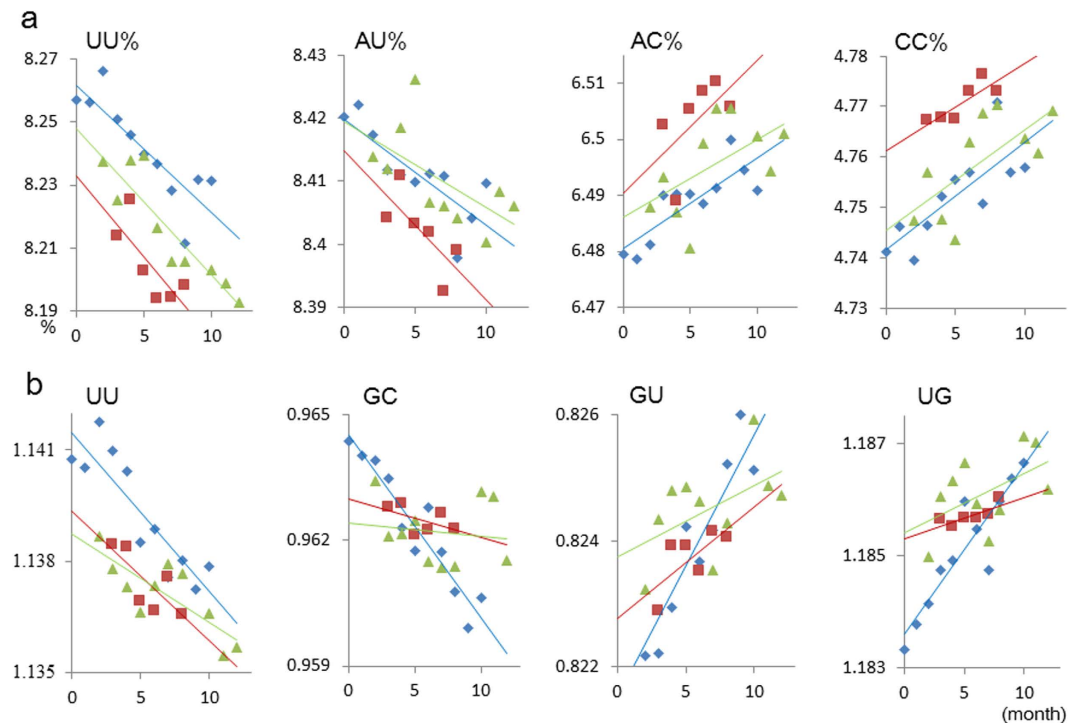 a
UU% AU% AC% CC%
8.27 8.43 6.51 4.78
8.25 8.42 6.5 4.77
8.23 8.41 6.49 4.76
8.21 8.4 6.48 4.75
4.74
8.19 8.39 6.47 4.73
% 0 5 10 0 5 10 0 5 10 0 5 10
b
UU GC GU UG
1.141 0.965 0.826 1.187
1.138 0.962 0.824 1.185
1.135 0.959 0.822 1.183
0 5 10 0 5 10 0 5 10 0 5 10
(month)